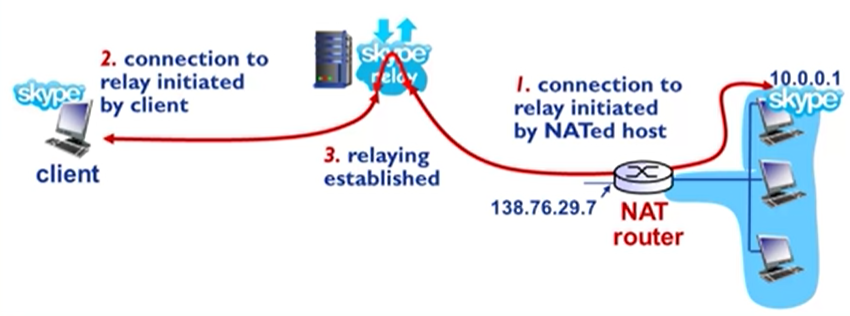 skype
client
2. connection to
relay initiated
by client
skype
relay
3. relaying
established
1. connection to
relay initiated
by NATed host
138.76.29.7
NAT
router
10.0.0.1
skype